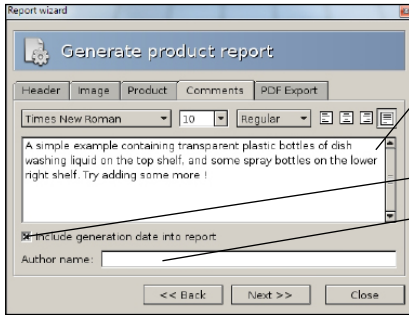 Report wizard
Generate product report
Header Image Product Comments PDF Export
Times New Roman 10 Regular
A simple example containing transparent plastic bottles of dish
washing liquid on the top shelf, and some spray bottles on the lower
right shelf. Try adding some more !
Include generation date into report
Author name:
<< Back Next >> Close